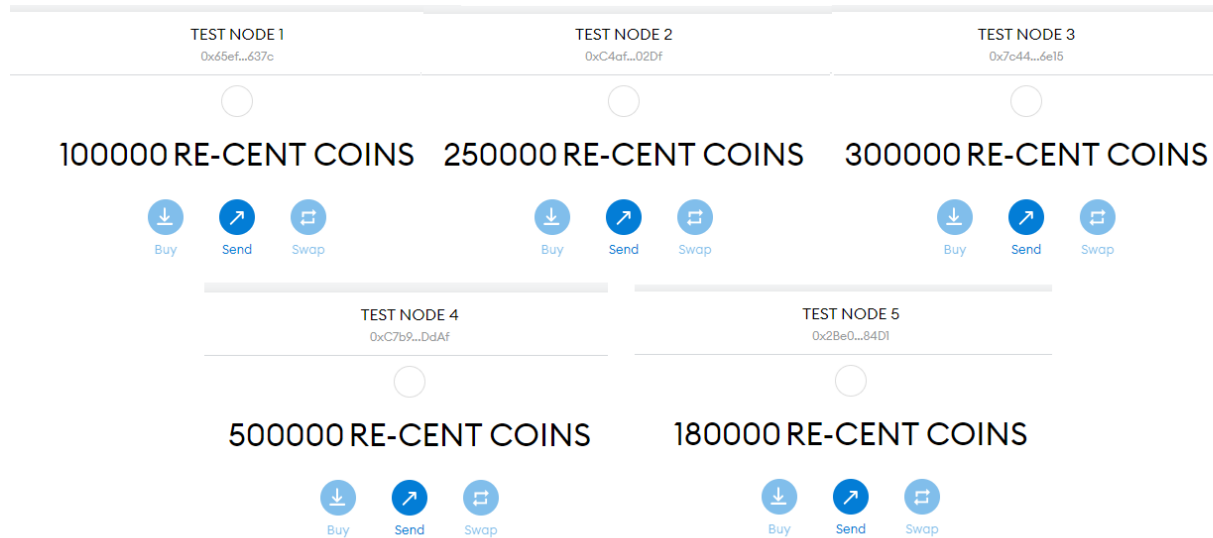 TEST NODE 1
0x65ef...637c
100000 RE-CENT COINS
Buy Send Swap
TEST NODE 2
0xC4af...02Df
250000 RE-CENT COINS
Buy Send Swap
TEST NODE 3
0x7c44...6e15
300000 RE-CENT COINS
Buy Send Swap
TEST NODE 4
0xC7b9...DdAf
500000 RE-CENT COINS
Buy Send Swap
TEST NODE 5
0x2Be0...84D1
180000 RE-CENT COINS
Buy Send Swap